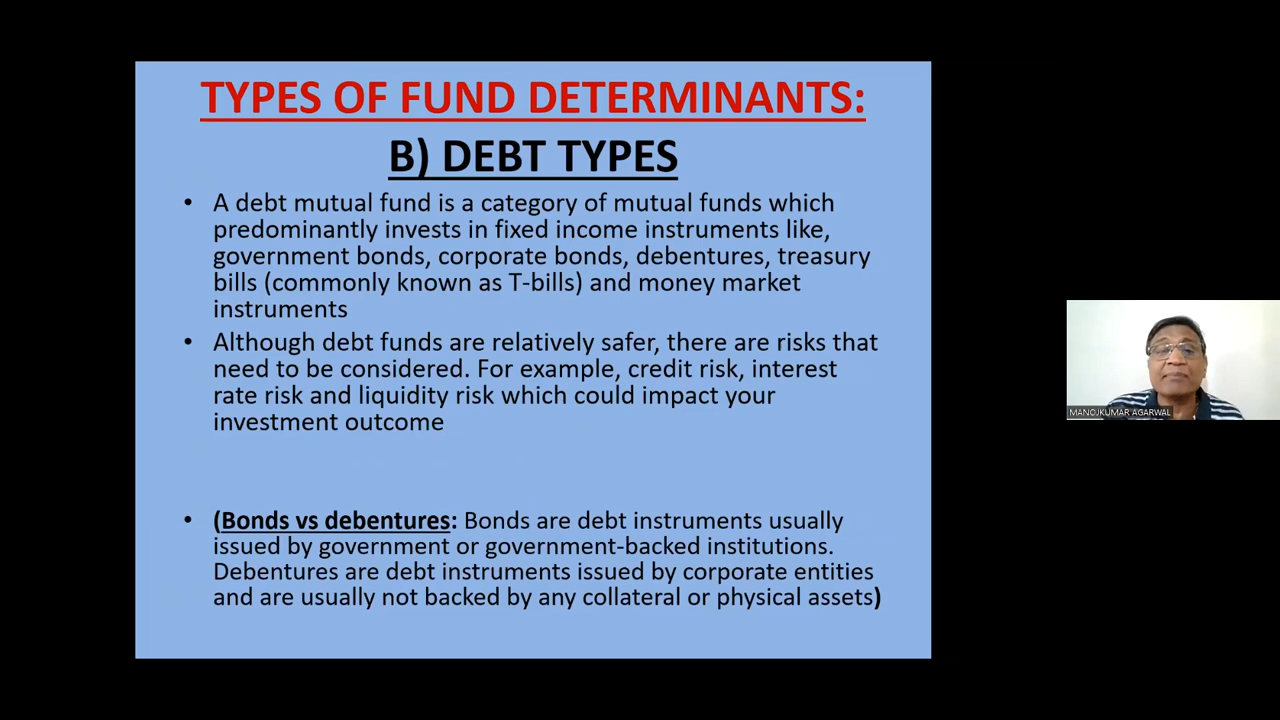 TYPES OF FUND DETERMINANTS:
B) DEBT TYPES
• A debt mutual fund is a category of mutual funds which
predominantly invests in fixed income instruments like,
government bonds, corporate bonds, debentures, treasury
bills (commonly known as T-bills) and money market
instruments
• Although debt funds are relatively safer, there are risks that
need to be considered. For example, credit risk, interest
rate risk and liquidity risk which could impact your
investment outcome
• (Bonds vs debentures: Bonds are debt instruments usually
issued by government or government-backed institutions.
Debentures are debt instruments issued by corporate entities
and are usually not backed by any collateral or physical assets)
MANOJKUMAR AGARWAL